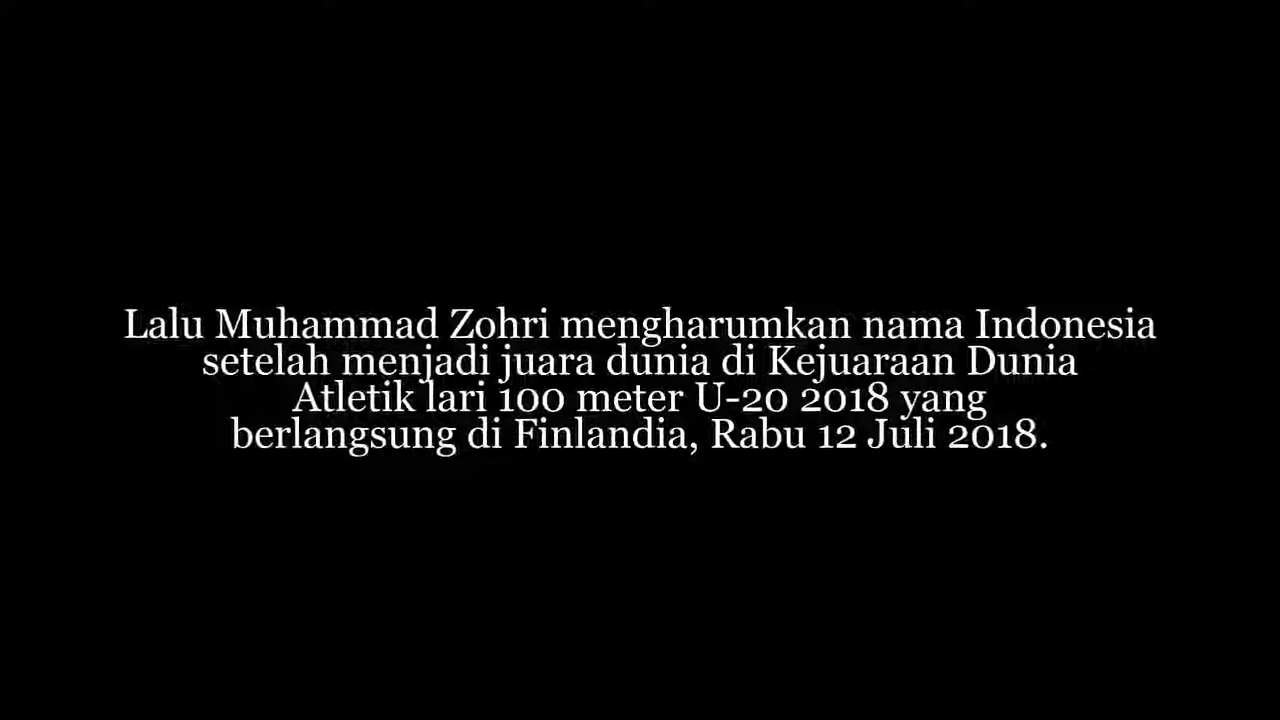 Lalu Muhammad Zohri mengharumkan nama Indonesia
setelah menjadi juara dunia di Kejuaraan Dunia
Atletik lari 100 meter U-20 2018 yang
berlangsung di Finlandia, Rabu 12 Juli 2018.